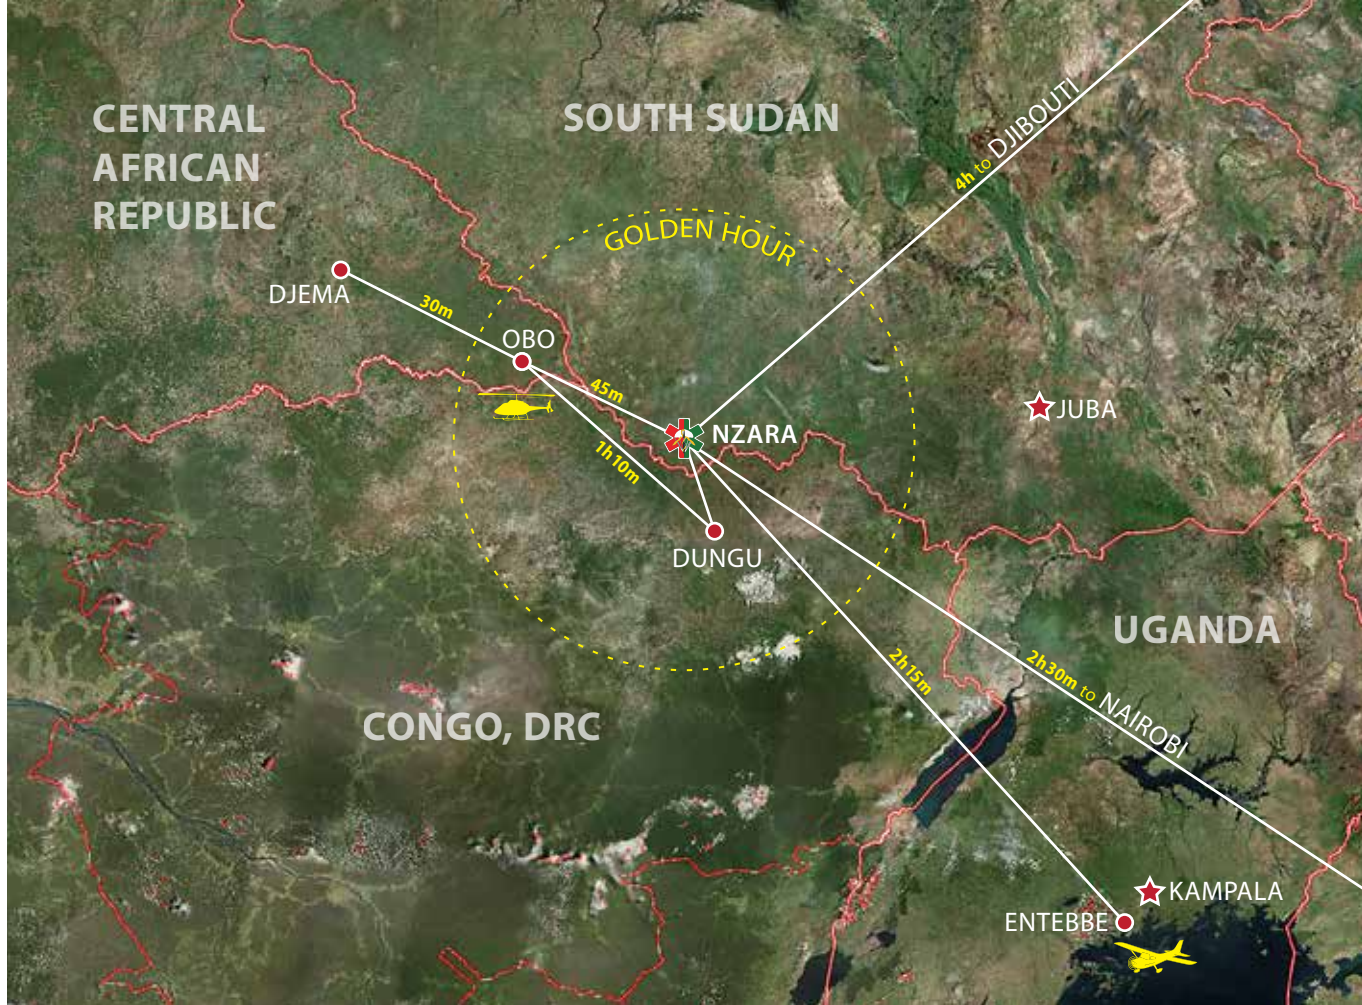 CENTRAL
AFRICAN
REPUBLIC
SOUTH SUDAN
4h to DJIBOUTI
GOLDEN HOUR
DJEMA
30m
OBO
45m
NZARA
JUBA
1h10m
DUNGU
UGANDA
2h15m
2h30m to NAIROBI
CONGO, DRC
KAMPALA
ENTEBBE